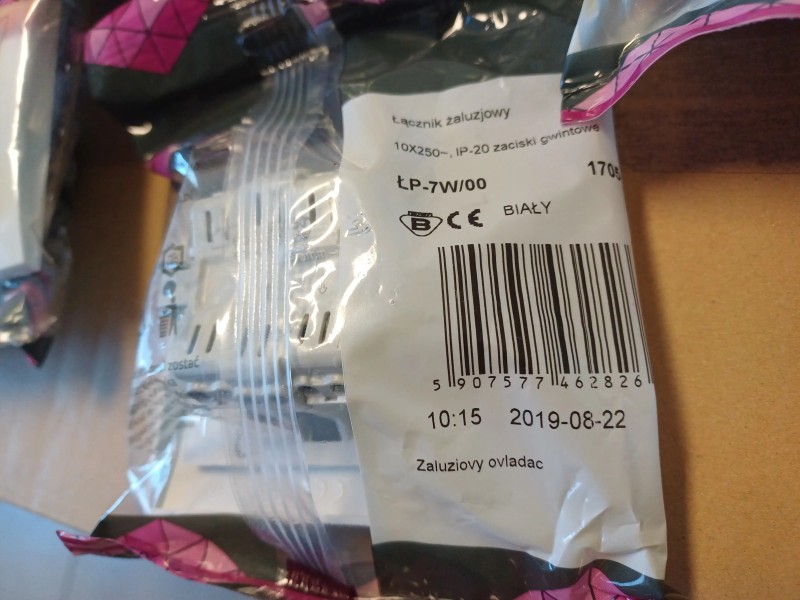 Łącznik żaluzjowy
10X250~, IP-20 zaciski gwintowe
ŁP-7W/00
B CE BIAŁY
5 907577 462826
10:15 2019-08-22
Zaluziovy ovladac
zostać